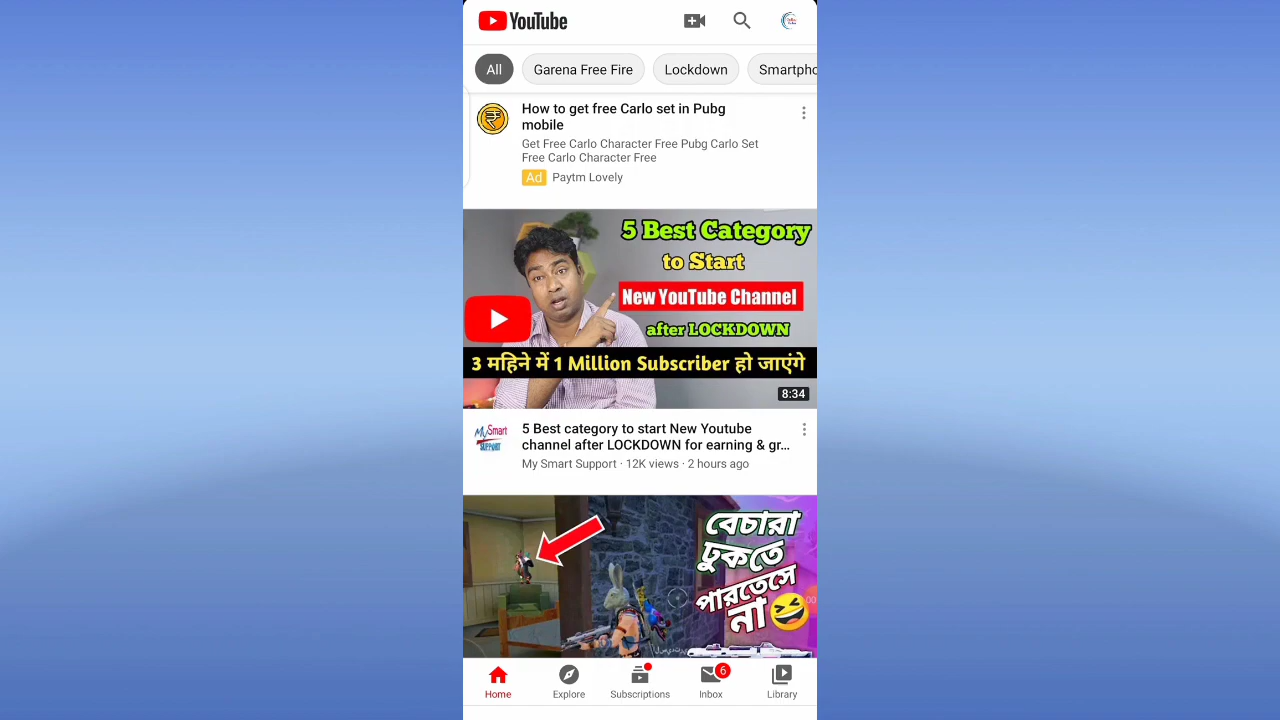 YouTube
All
Garena Free Fire
Lockdown
Smartpho
How to get free Carlo set in Pubg
mobile
Get Free Carlo Character Free Pubg Carlo Set
Free Carlo Character Free
Ad Paytm Lovely
5 Best Category
to Start
New YouTube Channel
after LOCKDOWN
3 महिने में 1 Million Subscriber हो जाएंगे
8:34
My Smart
SUPPORT
5 Best category to start New Youtube
channel after LOCKDOWN for earning & gr...
My Smart Support · 12K views · 2 hours ago
বেচারা
ঢুকতে
পারতেসে
না
Home
Explore
Subscriptions
6
Inbox
Library